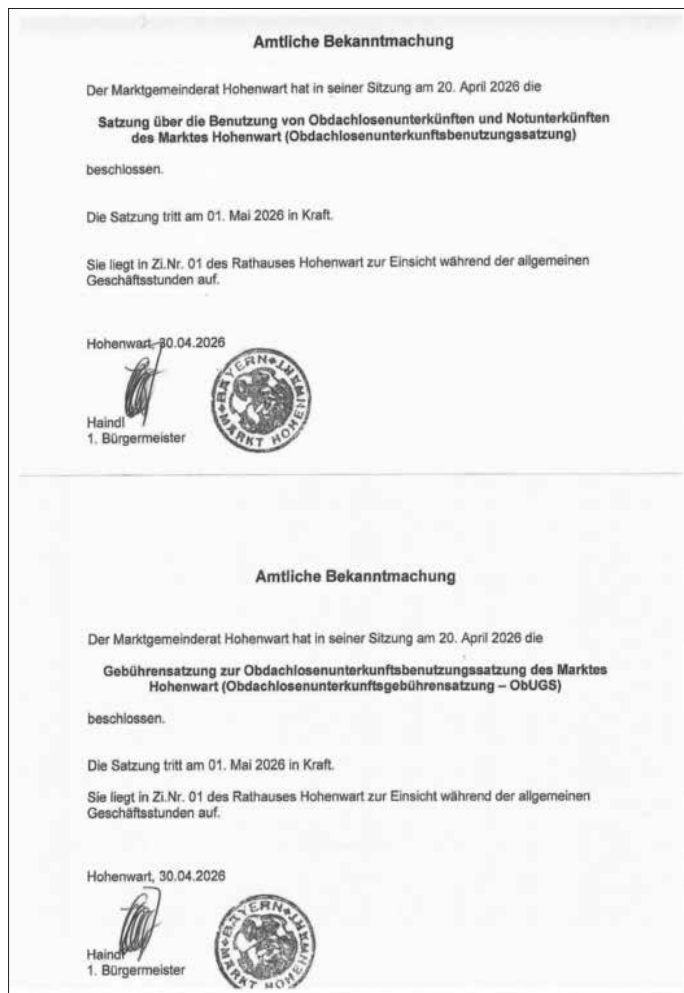 Amtliche Bekanntmachung
Der Marktgemeinderat Hohenwart hat in seiner Sitzung am 20. April 2026 die
Satzung über die Benutzung von Obdachlosenunterkünften und Notunterkünften
des Marktes Hohenwart (Obdachlosenunterkunftsbenutzungssatzung)
beschlossen.
Die Satzung tritt am 01. Mai 2026 in Kraft.
Sie liegt in Zi.Nr. 01 des Rathauses Hohenwart zur Einsicht während der allgemeinen
Geschäftsstunden auf.
Hohenwart, 30.04.2026
BAYERN
MARKT HOHENWART
Haindl
1. Bürgermeister
Amtliche Bekanntmachung
Der Marktgemeinderat Hohenwart hat in seiner Sitzung am 20. April 2026 die
Gebührensatzung zur Obdachlosenunterkunftsbenutzungssatzung des Marktes
Hohenwart (Obdachlosenunterkunftsgebührensatzung – ObUGS)
beschlossen.
Die Satzung tritt am 01. Mai 2026 in Kraft.
Sie liegt in Zi.Nr. 01 des Rathauses Hohenwart zur Einsicht während der allgemeinen
Geschäftsstunden auf.
Hohenwart, 30.04.2026
BAYERN
MARKT HOHENWART
Haindl
1. Bürgermeister